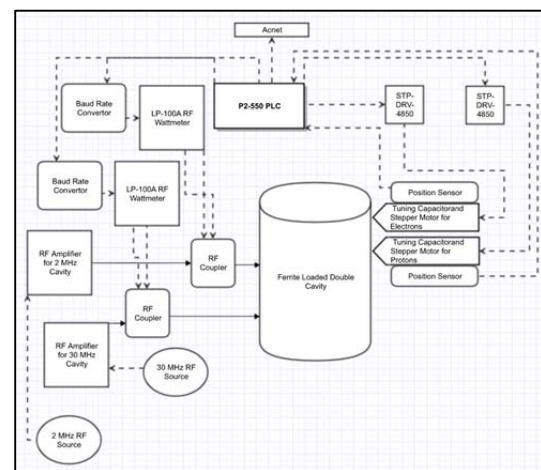 Acnet
P2-550 PLC
STP-
DRV-
4850
STP-
DRV-
4850
Baud Rate
Convertor
LP-100A RF
Wattmeter
Baud Rate
Convertor
LP-100A RF
Wattmeter
Position Sensor
Tuning Capacitorand
Stepper Motor for
Electrons
Tuning Capacitorand
Stepper Motor for
Protons
Position Sensor
RF Amplifier
for 2 MHz
Cavity
RF
Coupler
Ferrite Loaded Double
Cavity
RF
Coupler
RF Amplifier
for 30 MHz
Cavity
30 MHz RF
Source
2 MHz RF
Source